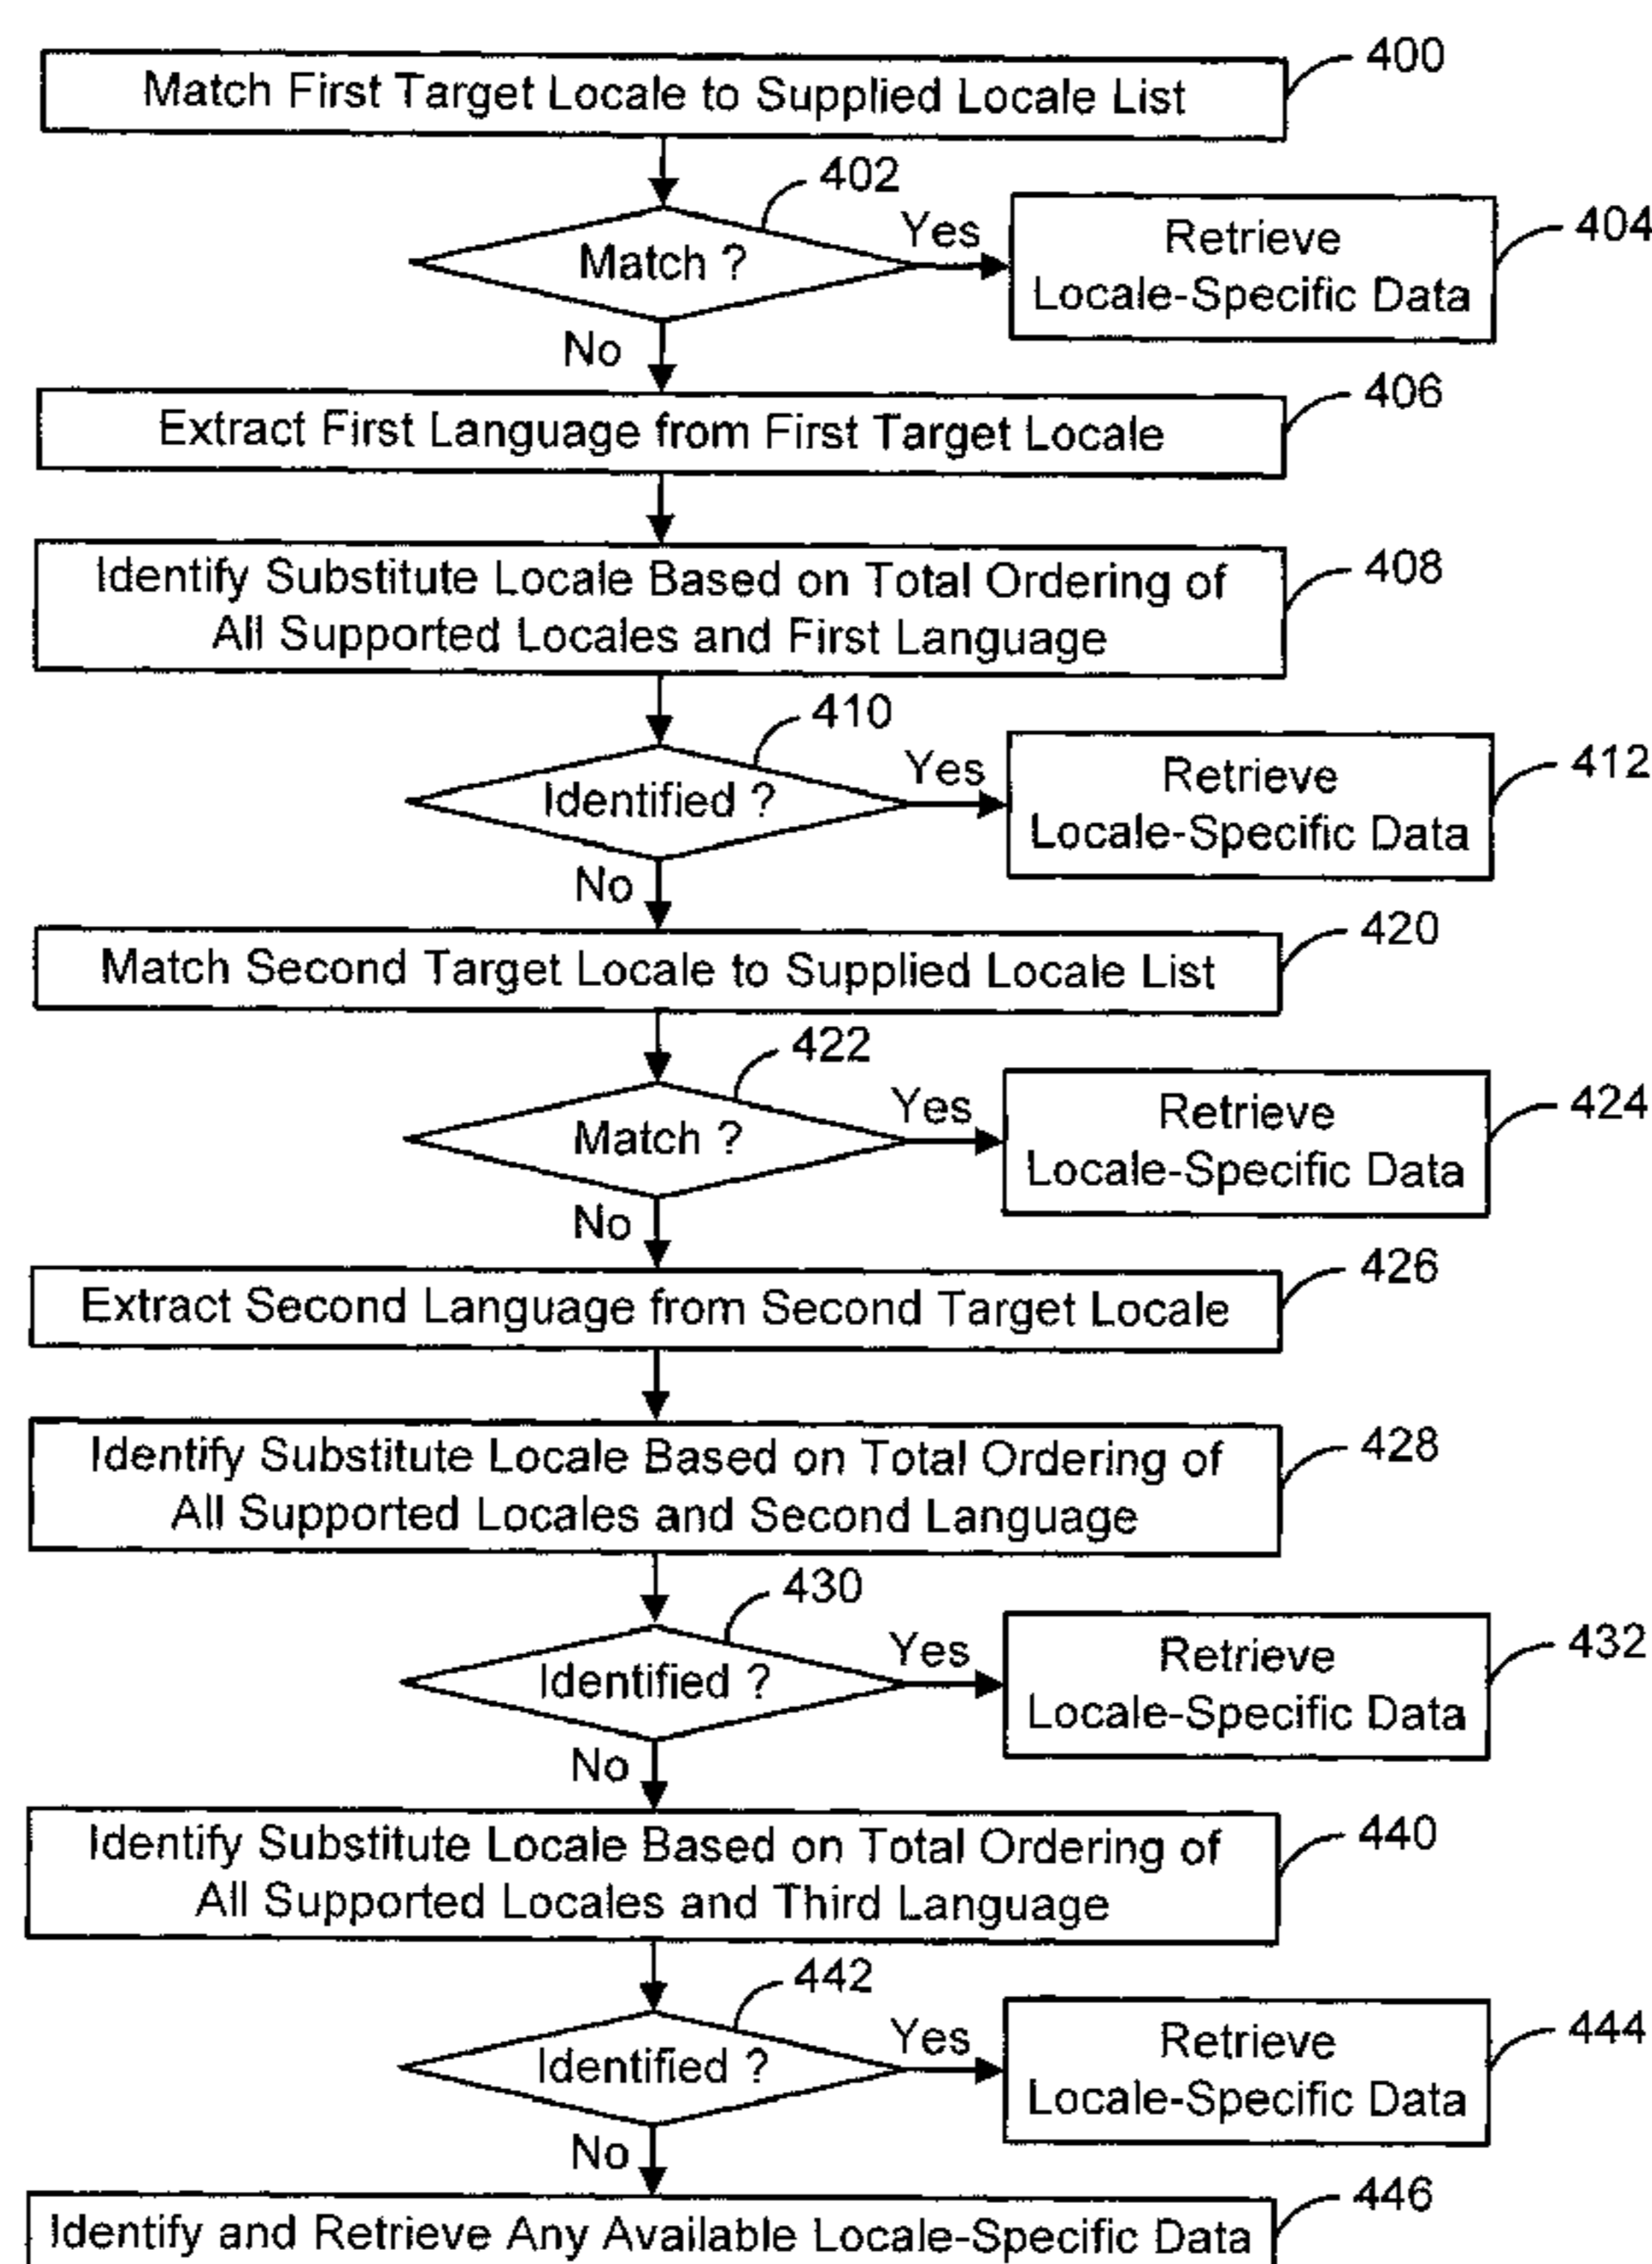 Match First Target Locale to Supplied Locale List
400
402
Match ?
Yes
Retrieve
Locale-Specific Data
404
No
Extract First Language from First Target Locale
406
Identify Substitute Locale Based on Total Ordering of
All Supported Locales and First Language
408
410
Identified ?
Yes
Retrieve
Locale-Specific Data
412
No
Match Second Target Locale to Supplied Locale List
420
422
Match ?
Yes
Retrieve
Locale-Specific Data
424
No
Extract Second Language from Second Target Locale
426
Identify Substitute Locale Based on Total Ordering of
All Supported Locales and Second Language
428
430
Identified ?
Yes
Retrieve
Locale-Specific Data
432
No
Identify Substitute Locale Based on Total Ordering of
All Supported Locales and Third Language
440
442
Identified ?
Yes
Retrieve
Locale-Specific Data
444
No
Identify and Retrieve Any Available Locale-Specific Data
446